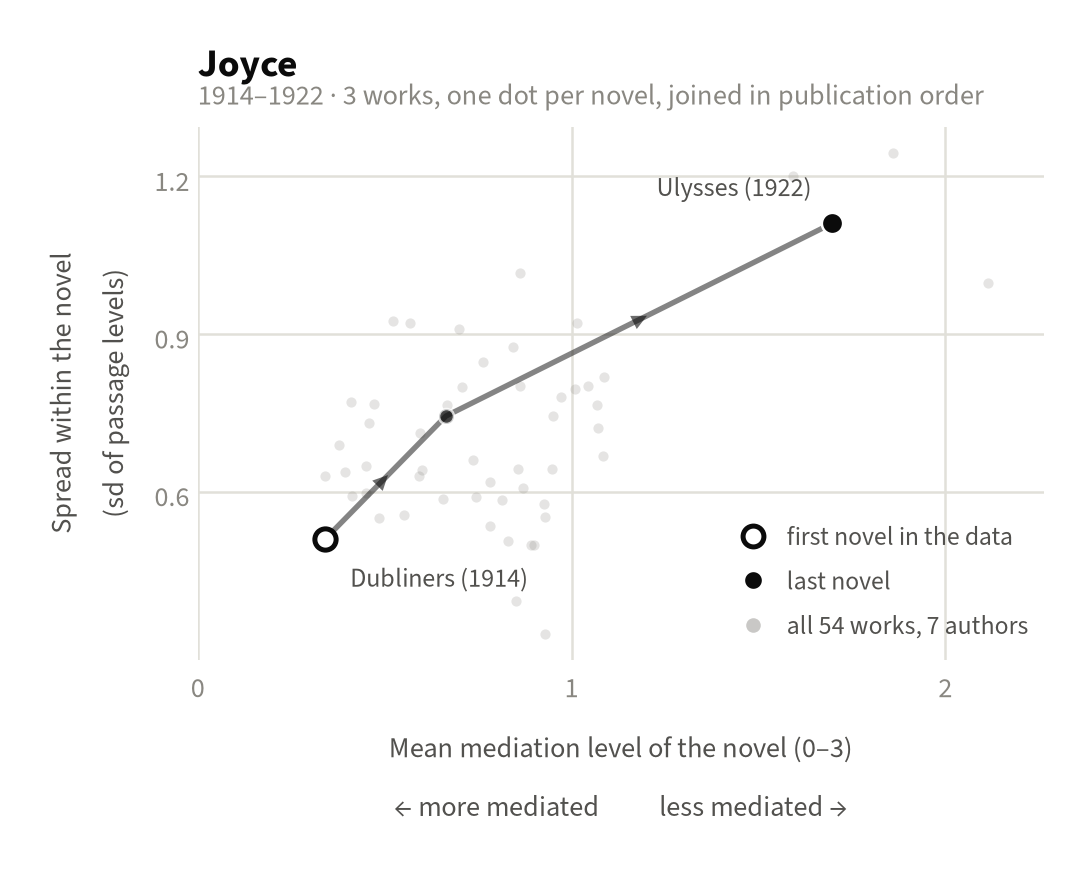 Joyce
1914–1922 · 3 works, one dot per novel, joined in publication order
Spread within the novel
(sd of passage levels)
1.2
0.9
0.6
Ulysses (1922)
Dubliners (1914)
first novel in the data
last novel
all 54 works, 7 authors
0
1
2
Mean mediation level of the novel (0–3)
← more mediated
less mediated →